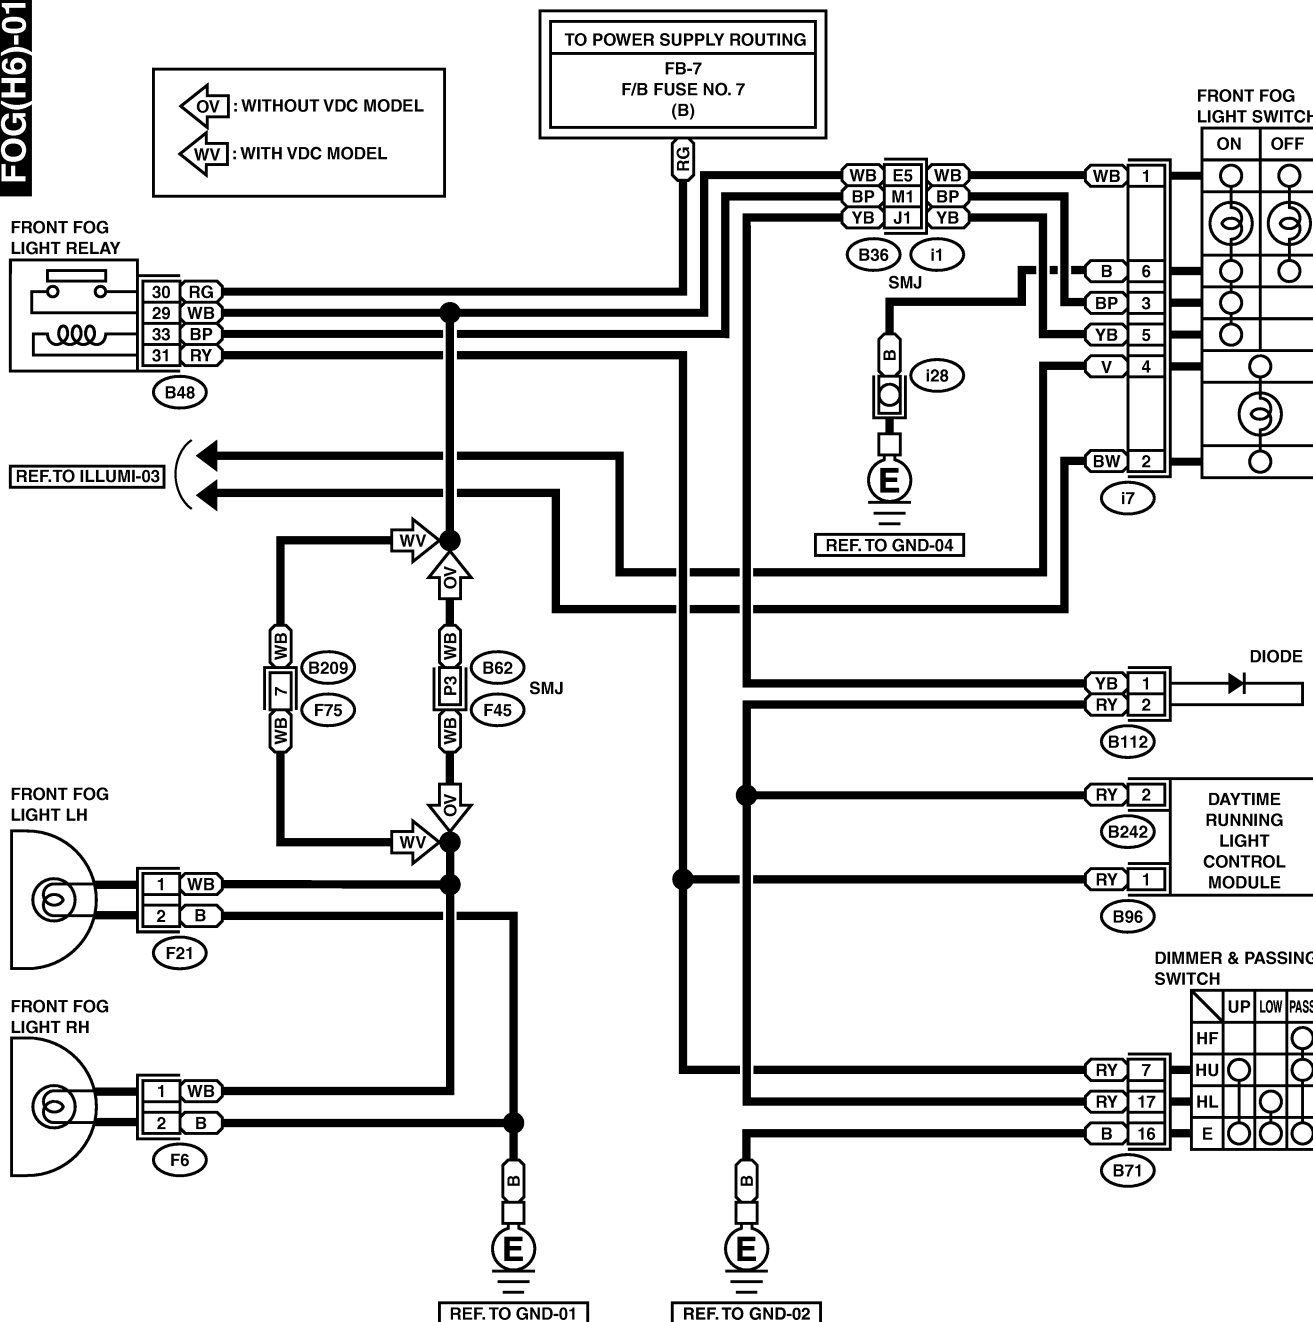 FOG(H6)-01
TO POWER SUPPLY ROUTING
FB-7
F/B FUSE NO. 7
(B)
RG
OV : WITHOUT VDC MODEL
WV : WITH VDC MODEL
FRONT FOG
LIGHT SWITCH
ON OFF
WB E5 WB
BP M1 BP
YB J1 YB
B36 i1
SMJ
WB 1
B 6
BP 3
YB 5
V 4
BW 2
i7
FRONT FOG
LIGHT RELAY
30 RG
29 WB
33 BP
31 RY
B48
B
i28
E
REF. TO GND-04
REF.TO ILLUMI-03
WV
OV
WB
WB
7
P3
B209
F75
B62
F45
SMJ
WB
WB
OV
WV
DIODE
YB 1
RY 2
B112
RY 2
B242
RY 1
B96
DAYTIME
RUNNING
LIGHT
CONTROL
MODULE
FRONT FOG
LIGHT LH
1 WB
2 B
F21
FRONT FOG
LIGHT RH
1 WB
2 B
F6
DIMMER & PASSING
SWITCH
UP LOW PASS
HF
RY 7 HU
RY 17 HL
B 16 E
B71
B
E
REF. TO GND-01
B
E
REF. TO GND-02